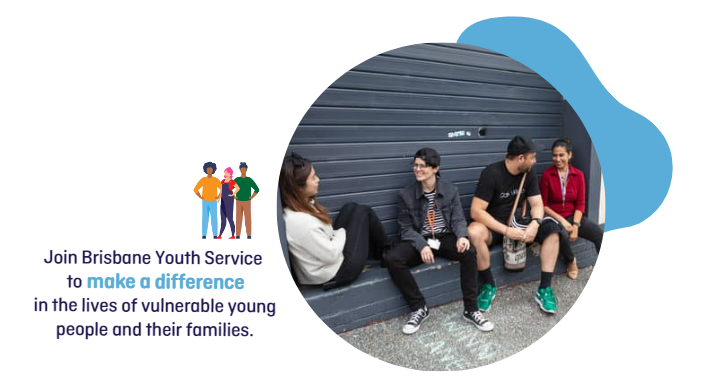 Join Brisbane Youth Service
to make a difference
in the lives of vulnerable young
people and their families.